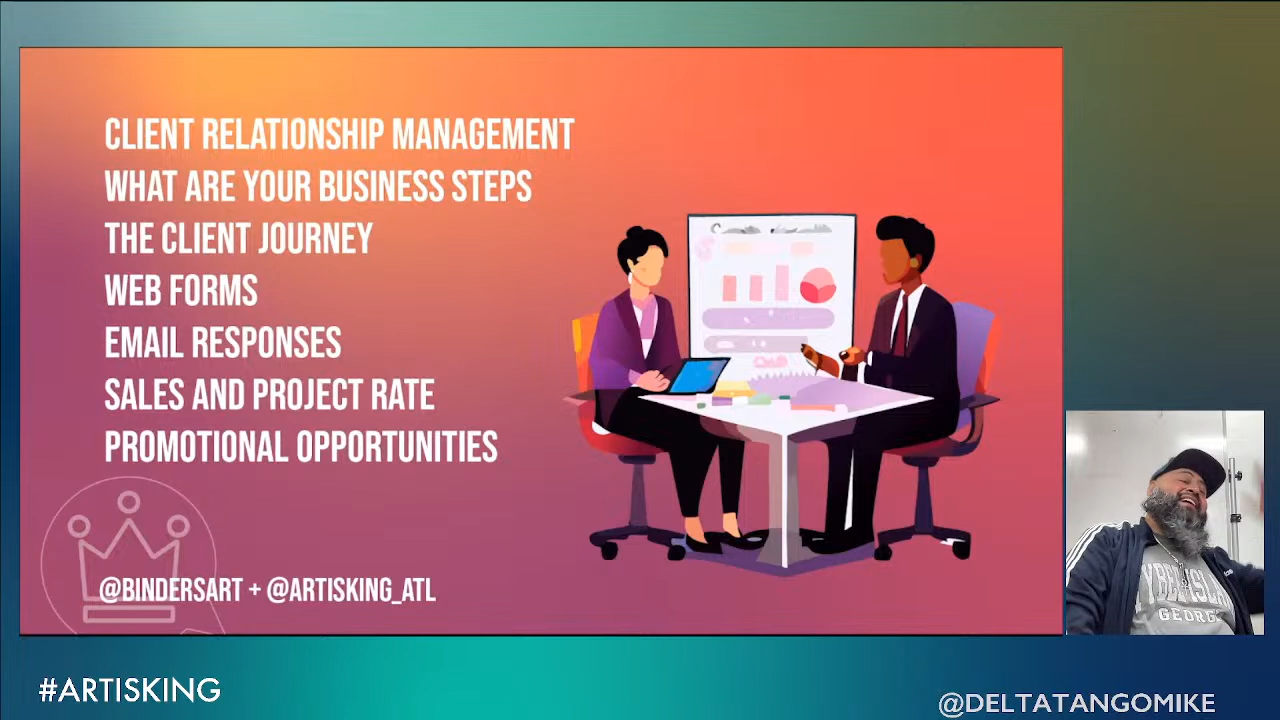 CLIENT RELATIONSHIP MANAGEMENT
WHAT ARE YOUR BUSINESS STEPS
THE CLIENT JOURNEY
WEB FORMS
EMAIL RESPONSES
SALES AND PROJECT RATE
PROMOTIONAL OPPORTUNITIES
@BINDERSART + @ARTISKING_ATL
#ARTISKING
@DELTATANGOMIKE